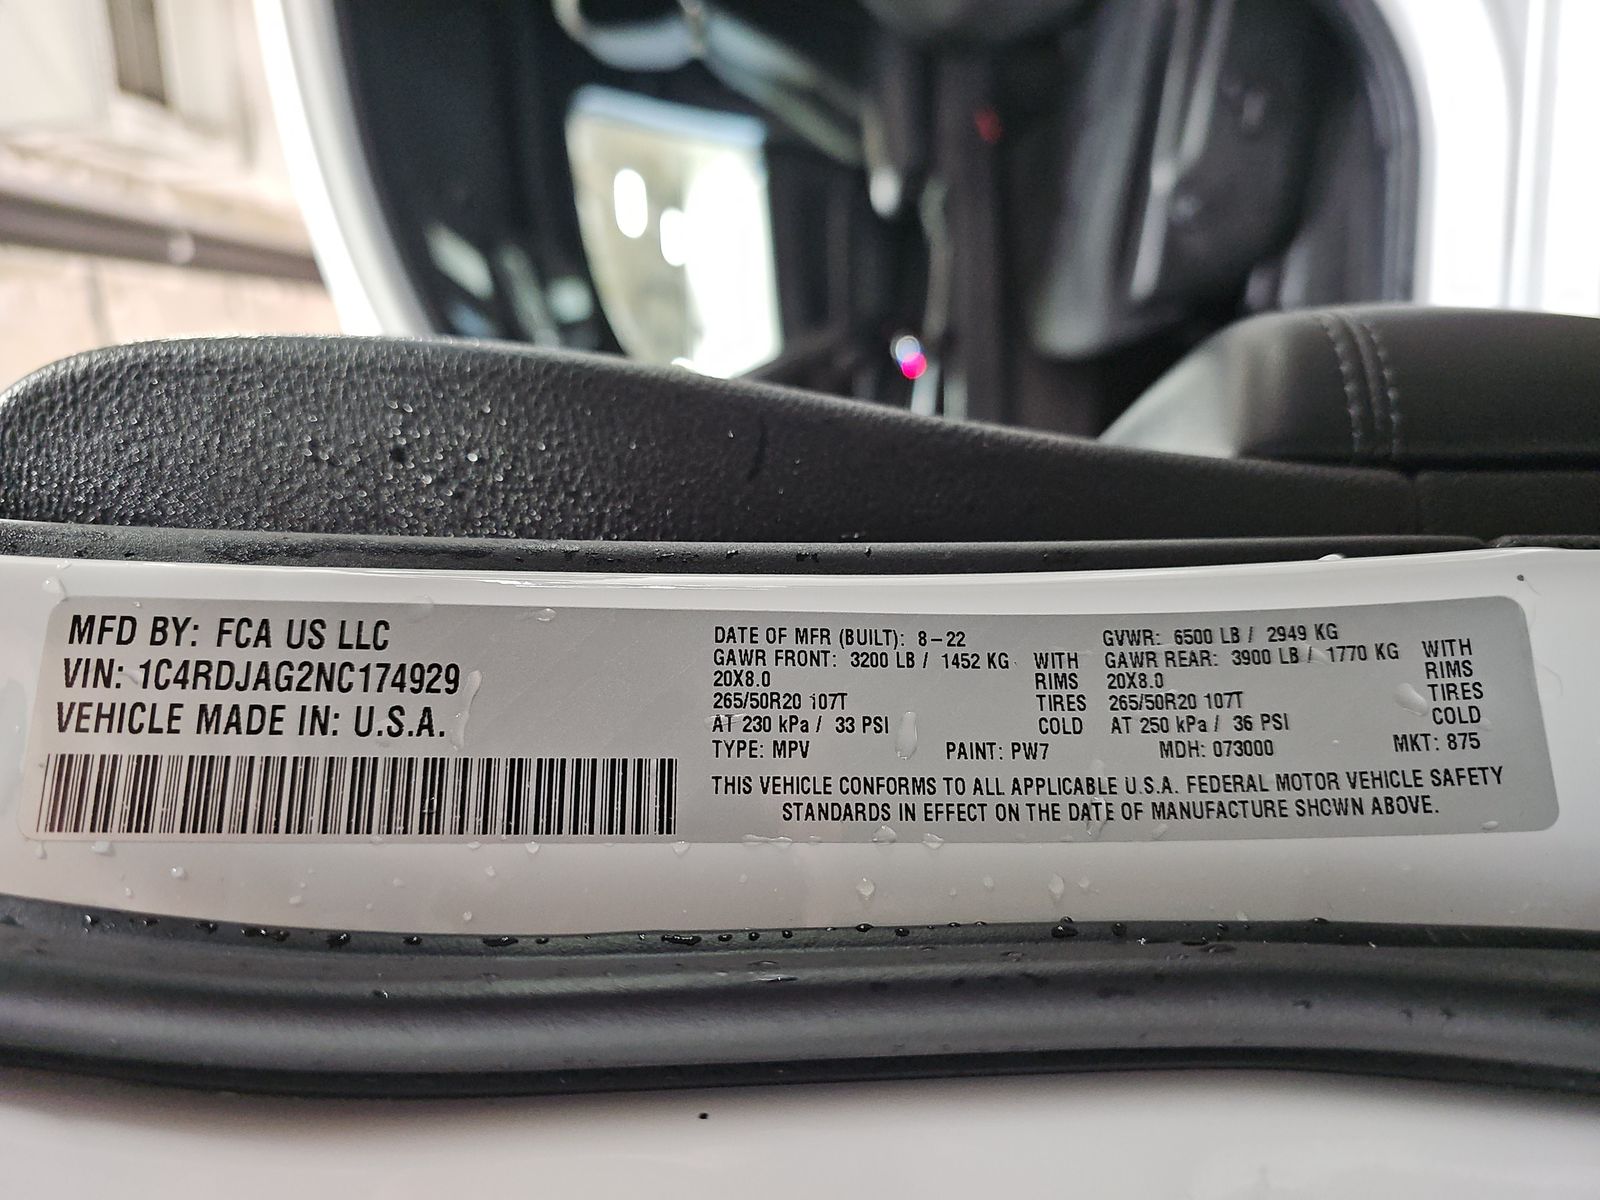 MFD BY: FCA US LLC
VIN: 1C4RDJAG2NC174929
VEHICLE MADE IN: U.S.A.
DATE OF MFR (BUILT): 8-22
GAWR FRONT: 3200 LB / 1452 KG WITH
20X8.0 RIMS
265/50R20 107T TIRES
AT 230 kPa / 33 PSI COLD
TYPE: MPV PAINT: PW7
GVWR: 6500 LB / 2949 KG
GAWR REAR: 3900 LB / 1770 KG WITH
20X8.0 RIMS
265/50R20 107T TIRES
AT 250 kPa / 36 PSI COLD
MDH: 073000 MKT: 875
THIS VEHICLE CONFORMS TO ALL APPLICABLE U.S.A. FEDERAL MOTOR VEHICLE SAFETY
STANDARDS IN EFFECT ON THE DATE OF MANUFACTURE SHOWN ABOVE.